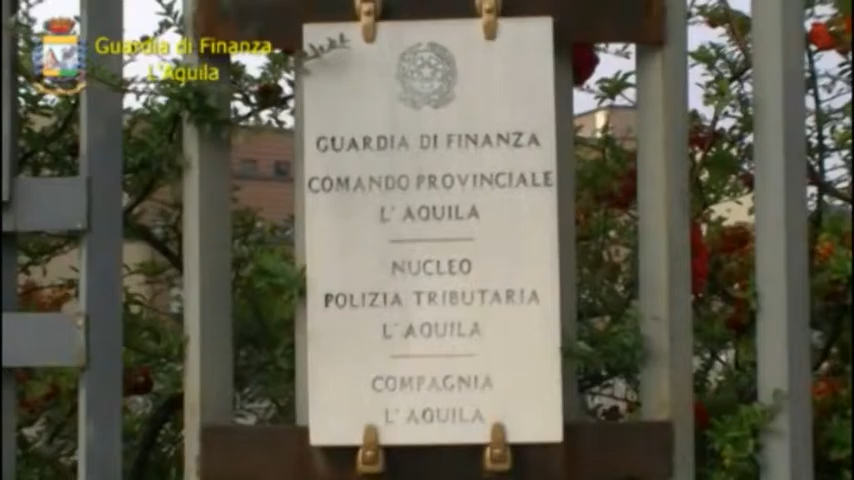 Guardia di Finanza
L'Aquila
GUARDIA DI FINANZA
COMANDO PROVINCIALE
L'AQUILA
NUCLEO
POLIZIA TRIBUTARIA
L'AQUILA
COMPAGNIA
L'AQUILA